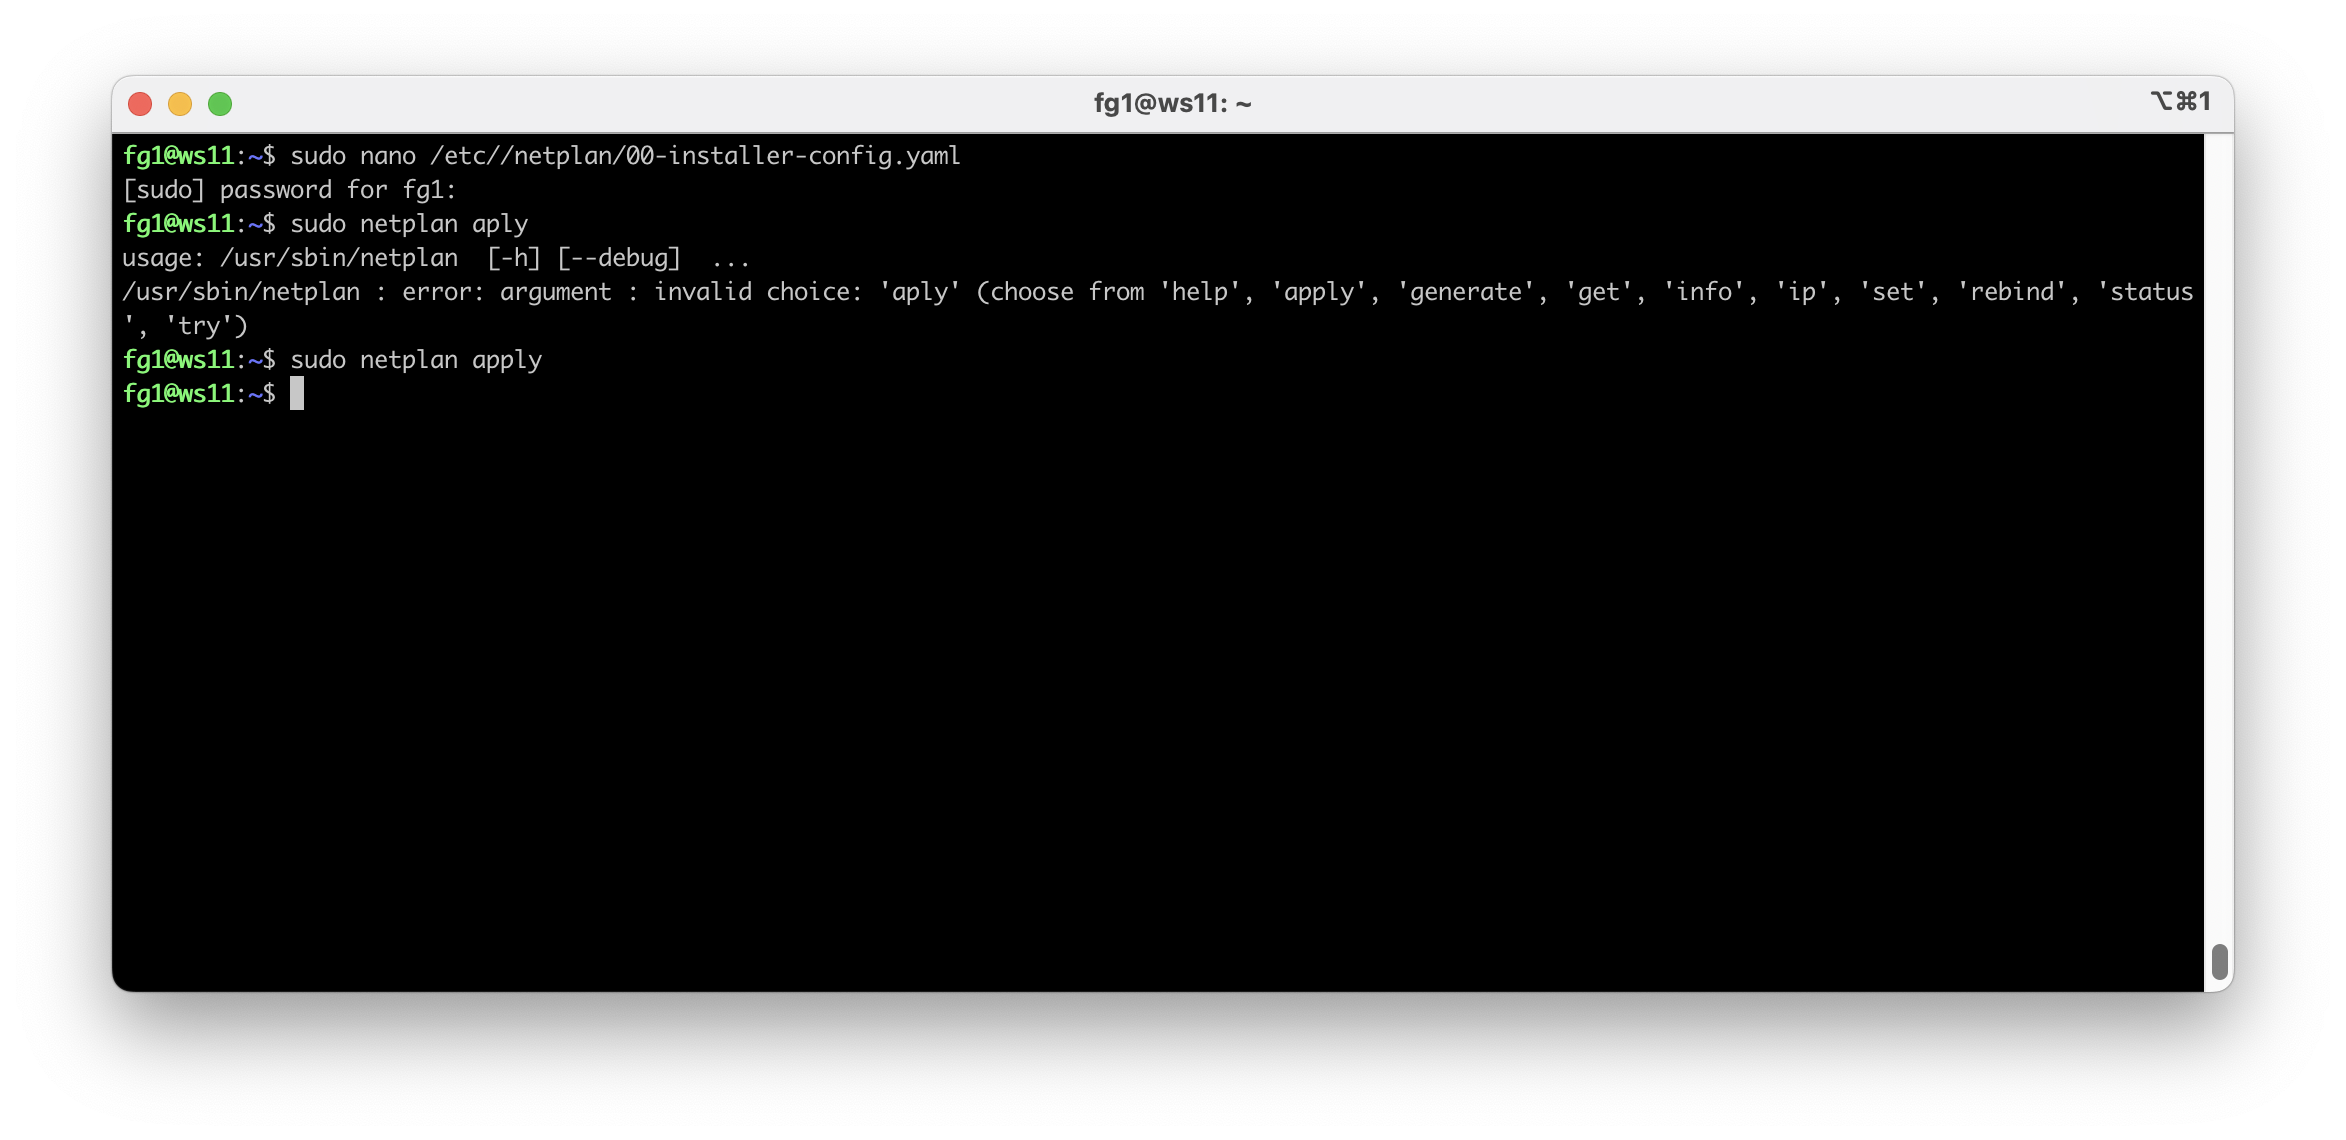 fg1@ws11: ~
⌥⌘1
fg1@ws11:~$ sudo nano /etc//netplan/00-installer-config.yaml
[sudo] password for fg1:
fg1@ws11:~$ sudo netplan aply
usage: /usr/sbin/netplan  [-h] [--debug]  ...
/usr/sbin/netplan : error: argument : invalid choice: 'aply' (choose from 'help', 'apply', 'generate', 'get', 'info', 'ip', 'set', 'rebind', 'status
', 'try')
fg1@ws11:~$ sudo netplan apply
fg1@ws11:~$